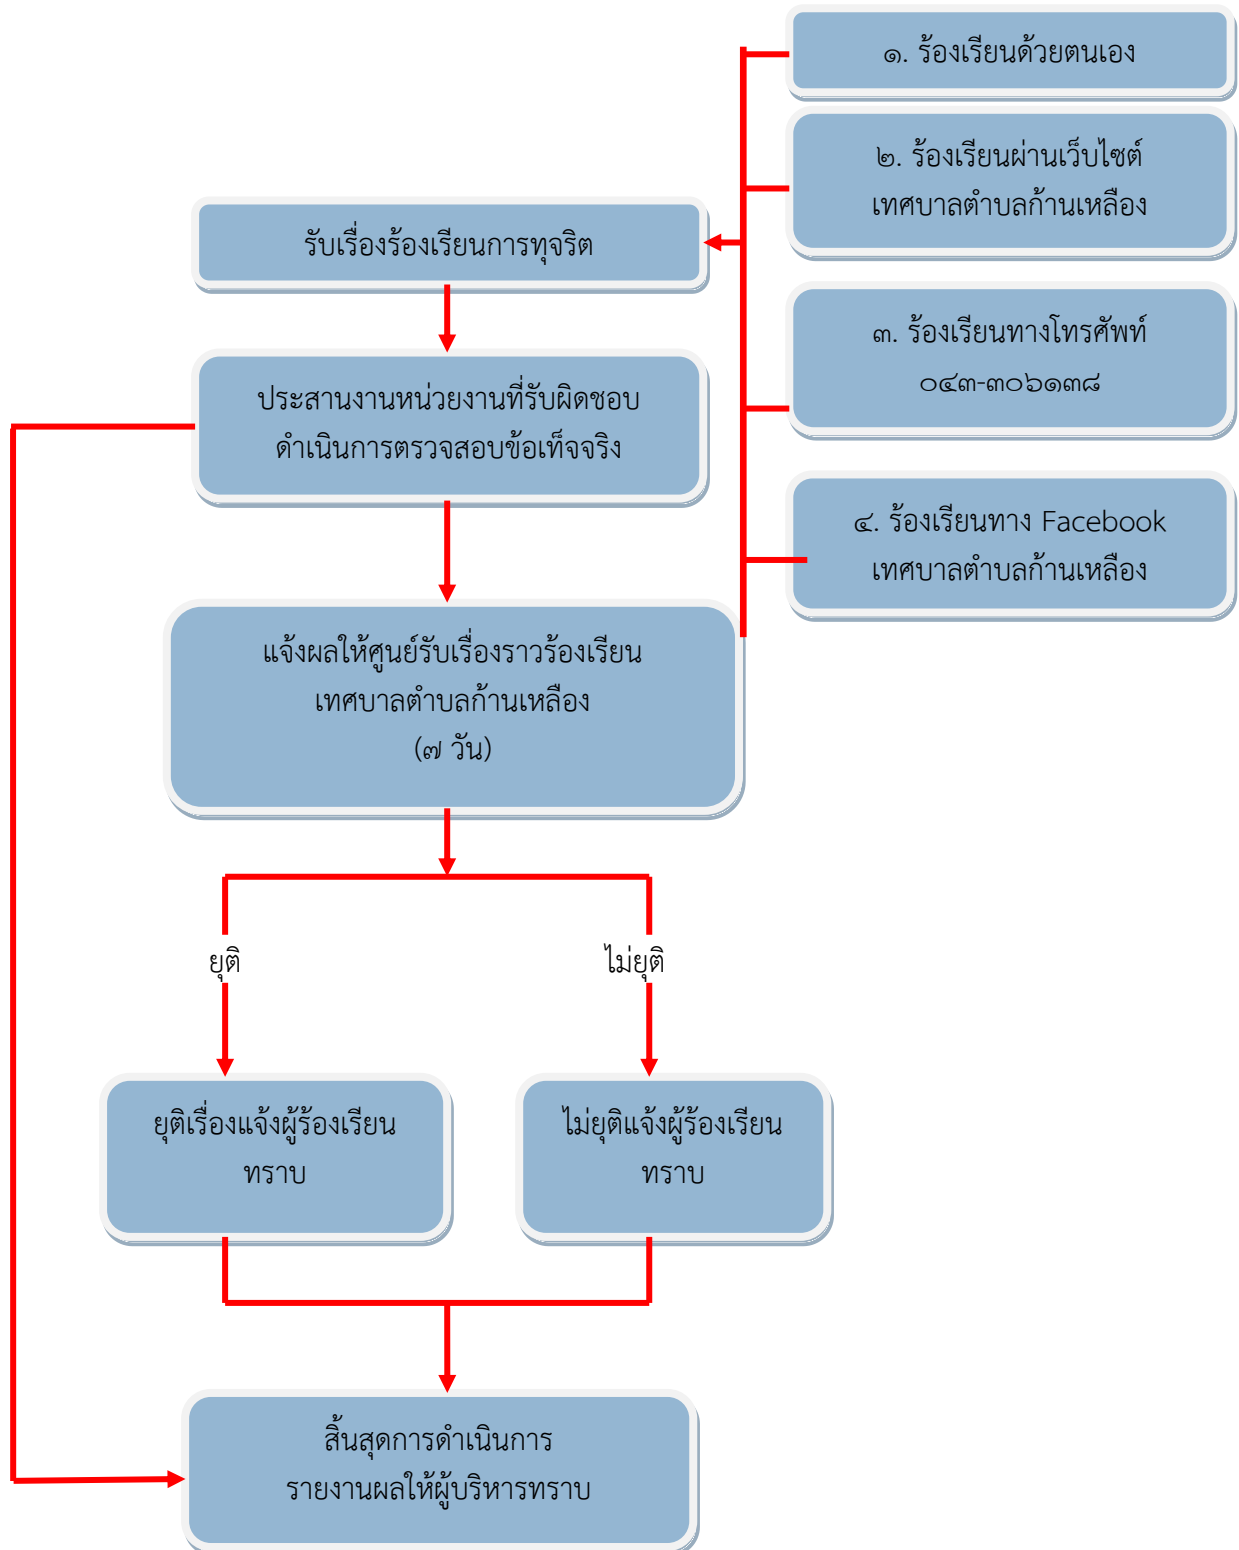 ๑. ร้องเรียนด้วยตนเอง
๒. ร้องเรียนผ่านเว็บไซต์
เทศบาลตำบลก้านเหลือง
รับเรื่องร้องเรียนการทุจริต
๓. ร้องเรียนทางโทรศัพท์
๐๔๓-๓๐๖๑๓๘
ประสานงานหน่วยงานที่รับผิดชอบ
ดำเนินการตรวจสอบข้อเท็จจริง
๔. ร้องเรียนทาง Facebook
เทศบาลตำบลก้านเหลือง
แจ้งผลให้ศูนย์รับเรื่องราวร้องเรียน
เทศบาลตำบลก้านเหลือง
(๗ วัน)
ยุติ
ไม่ยุติ
ยุติเรื่องแจ้งผู้ร้องเรียน
ทราบ
ไม่ยุติแจ้งผู้ร้องเรียน
ทราบ
สิ้นสุดการดำเนินการ
รายงานผลให้ผู้บริหารทราบ